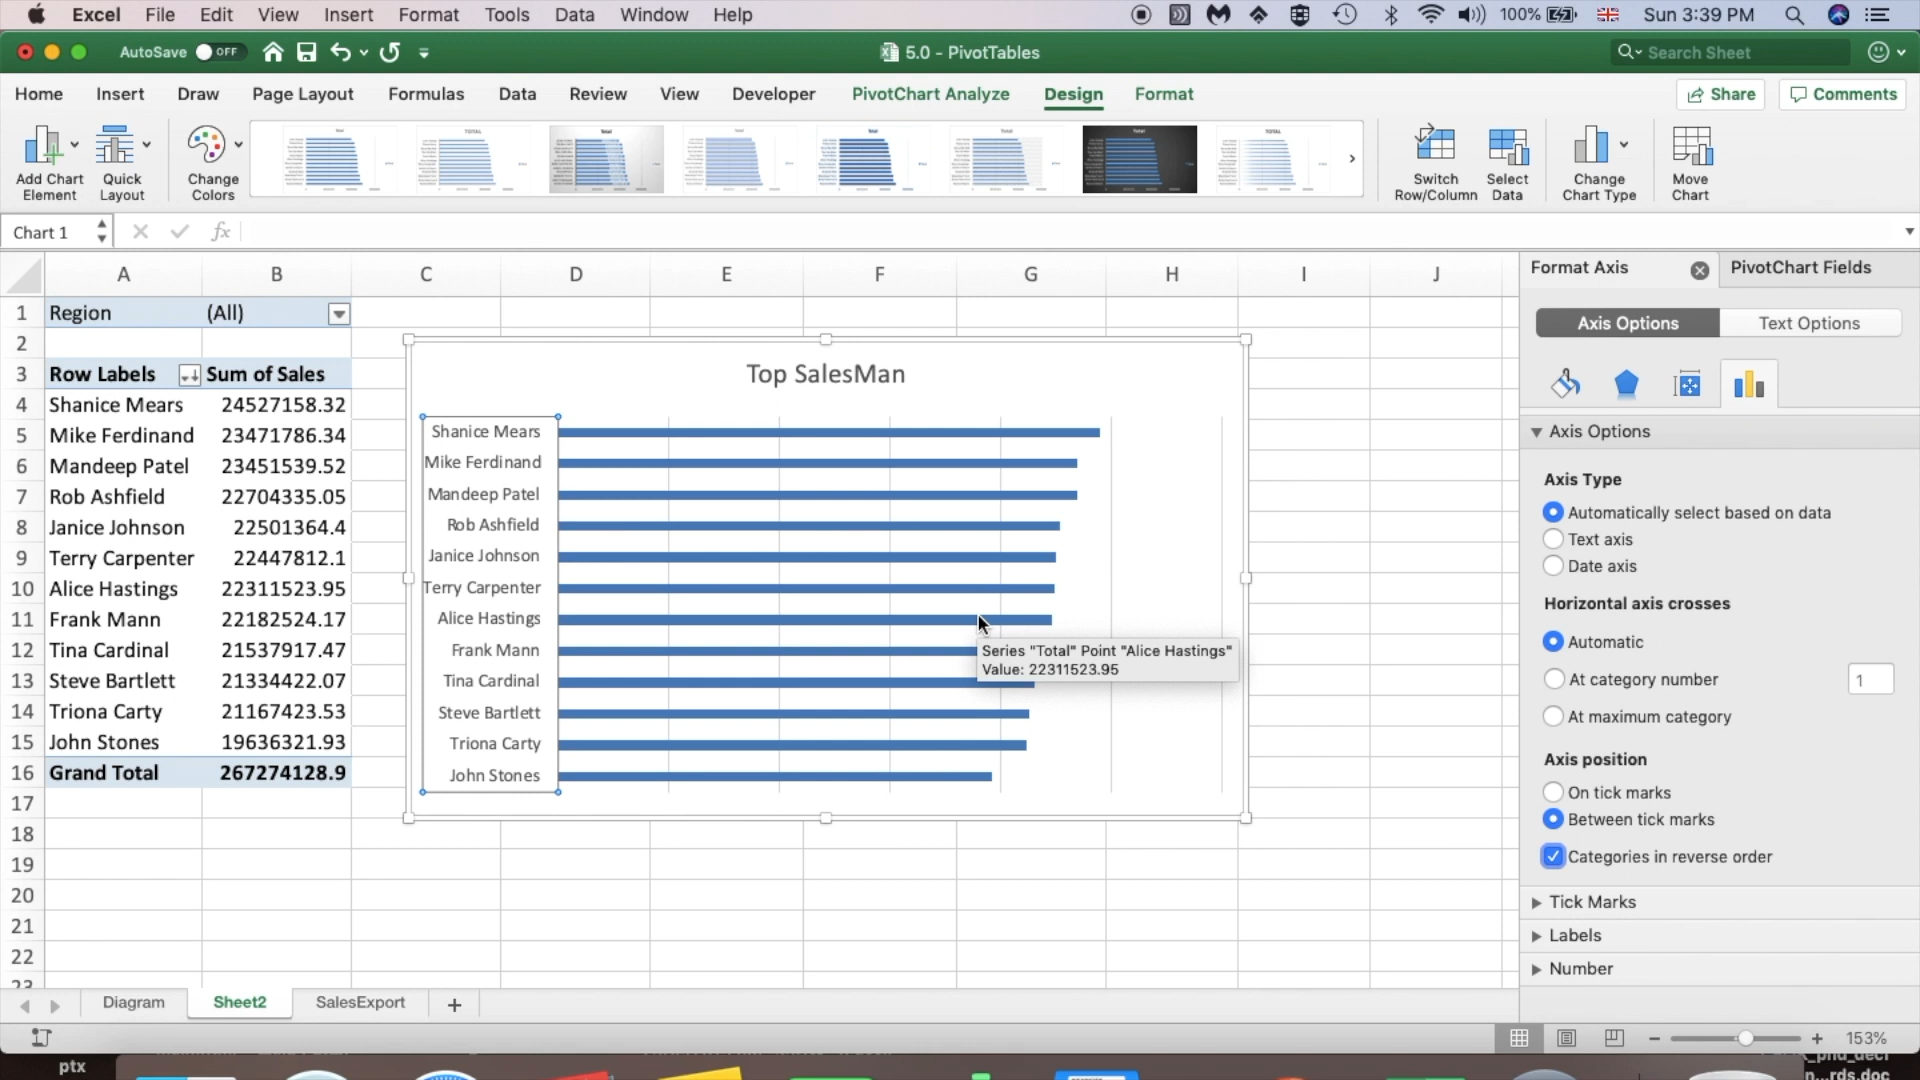 Excel File Edit View Insert Format Tools Data Window Help 100% Sun 3:39 PM
AutoSave OFF 5.0 - PivotTables Search Sheet
Home Insert Draw Page Layout Formulas Data Review View Developer PivotChart Analyze Design Format Share Comments
Add Chart Element
Quick Layout
Change Colors
Switch Row/Column
Select Data
Change Chart Type
Move Chart
Chart 1 fx
A B C D E F G H I J
1 Region (All)
2
3 Row Labels Sum of Sales
4 Shanice Mears 24527158.32
5 Mike Ferdinand 23471786.34
6 Mandeep Patel 23451539.52
7 Rob Ashfield 22704335.05
8 Janice Johnson 22501364.4
9 Terry Carpenter 22447812.1
10 Alice Hastings 22311523.95
11 Frank Mann 22182524.17
12 Tina Cardinal 21537917.47
13 Steve Bartlett 21334422.07
14 Triona Carty 21167423.53
15 John Stones 19636321.93
16 Grand Total 267274128.9
17
18
19
20
21
22
23
Top SalesMan
Shanice Mears
Mike Ferdinand
Mandeep Patel
Rob Ashfield
Janice Johnson
Terry Carpenter
Alice Hastings
Frank Mann
Tina Cardinal
Steve Bartlett
Triona Carty
John Stones
Series "Total" Point "Alice Hastings"
Value: 22311523.95
Format Axis PivotChart Fields
Axis Options Text Options
Axis Options
Axis Type
Automatically select based on data
Text axis
Date axis
Horizontal axis crosses
Automatic
At category number 1
At maximum category
Axis position
On tick marks
Between tick marks
Categories in reverse order
Tick Marks
Labels
Number
Diagram Sheet2 SalesExport +
153%
ptx